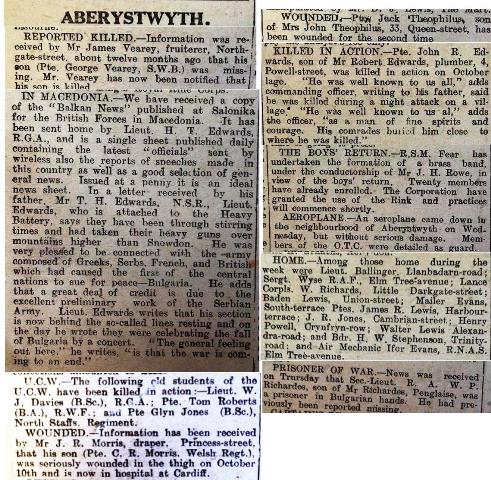 ABERYSTWYTH.
REPORTED KILLED.—Information was re-
ceived by Mr James Vearey, fruiterer, North-
gate-street, about twelve months ago that his
son (Pte. George Vearey, S.W.B.) was miss-
ing. Mr. Vearey has now been notified that
his son is killed.
IN MACEDONIA.—We have received a copy
of the "Balkan News" published at Salonika
for the British Forces in Macedonia. It has
been sent home by Lieut. H. T. Edwards,
R.G.A., and is a single sheet published daily
containing the latest "officials" sent by
wireless also the reports of speeches made in
this country as well as a good selection of gen-
eral news. Issued at a penny it is an ideal
news sheet. In a letter received by his
father, Mr T. H. Edwards, N.S.R., Lieut.
Edwards, who is attached to the Heavy
Battery, says they have been through stirring
times and had taken their heavy guns over
mountains higher than Snowdon. He was
very pleased to be connected with the army
composed of Greeks, Serbs, French, and British
which had caused the first of the central
nations to sue for peace—Bulgaria. He adds
that a great deal of credit is due to the
excellent preliminary work of the Serbian
Army. Lieut. Edwards writes that his section
is now behind the so-called lines resting and on
the day he wrote they were celebrating the fall
of Bulgaria by a concert. "The general feeling
out here," he writes, "is that the war is com-
ing to an end."
U.C.W.—The following old students of the
U.C.W. have been killed in action:—Lieut. W.
J. Davies (B.Sc.), R.G.A.; Pte. Tom Roberts
(B.A.), R.W.F.; and Pte Glyn Jones (B.Sc.),
North Staffs. Regiment.
WOUNDED.—Information has been received
by Mr J. R. Morris, draper, Princess-street,
that his son (Pte. C. R. Morris, Welsh Regt.),
was seriously wounded in the thigh on October
10th and is now in hospital at Cardiff.
WOUNDED.—Pte. Jack Theophilus, son
of Mrs John Theophilus, 33, Queen-street, has
been wounded for the second time
KILLED IN ACTION.—Pte. John R. Ed-
wards, son of Mr Robert Edwards, plumber, 4,
Powell-street, was killed in action on October
"He was well known to us all," adds
commanding officer, writing to his father, said
he was killed during a night attack on a vil-
lage. "He was well known to us all," adds
the officer, "as a man of fine spirits and
courage. His comrades buried him close to
where he was killed."
THE BOYS' RETURN.—R.S.M. Fear has
undertaken the formation of a brass band,
under the conductorship of Mr J. H. Rowe, in
view of the boys' return. Twenty members
have already enrolled. The Corporation have
granted the use of the Rink and practices
will commence shortly.
AEROPLANE.—An aeroplane came down in
the neighbourhood of Aberystwyth on Wed-
nesday, but without serious damage. Mem-
bers of the O.T.C. were detailed as guard.
HOME.—Among those home during the
week were Lieut. Ballinger, Llanbadarn-road;
Sergt. Wyse R.A.F., Elm Tree-avenue; Lance
Corpls. W. Richards, Little Darkgate-street;
Baden Lewis, Union-street; Mailer Evans,
South-terrace Ptes. James R. Lewis, Harbour-
terrace; J. R. Jones, Cambrian-street; Henry
Powell, Crynfryn-row; Walter Lewis Alexan-
dra-road; and Bdr. H. W. Stephenson, Trinity-
road; and Air Mechanic Ifor Evans, R.N.A.S.
Elm Tree-avenue.
PRISONER OF WAR.—News was received
on Thursday that Sec.-Lieut. R. A. W. P.
Richardes, son of Mr Richardes, Penglaise, was
a prisoner in Bulgarian hands. He had pre-
viously been reported missing.